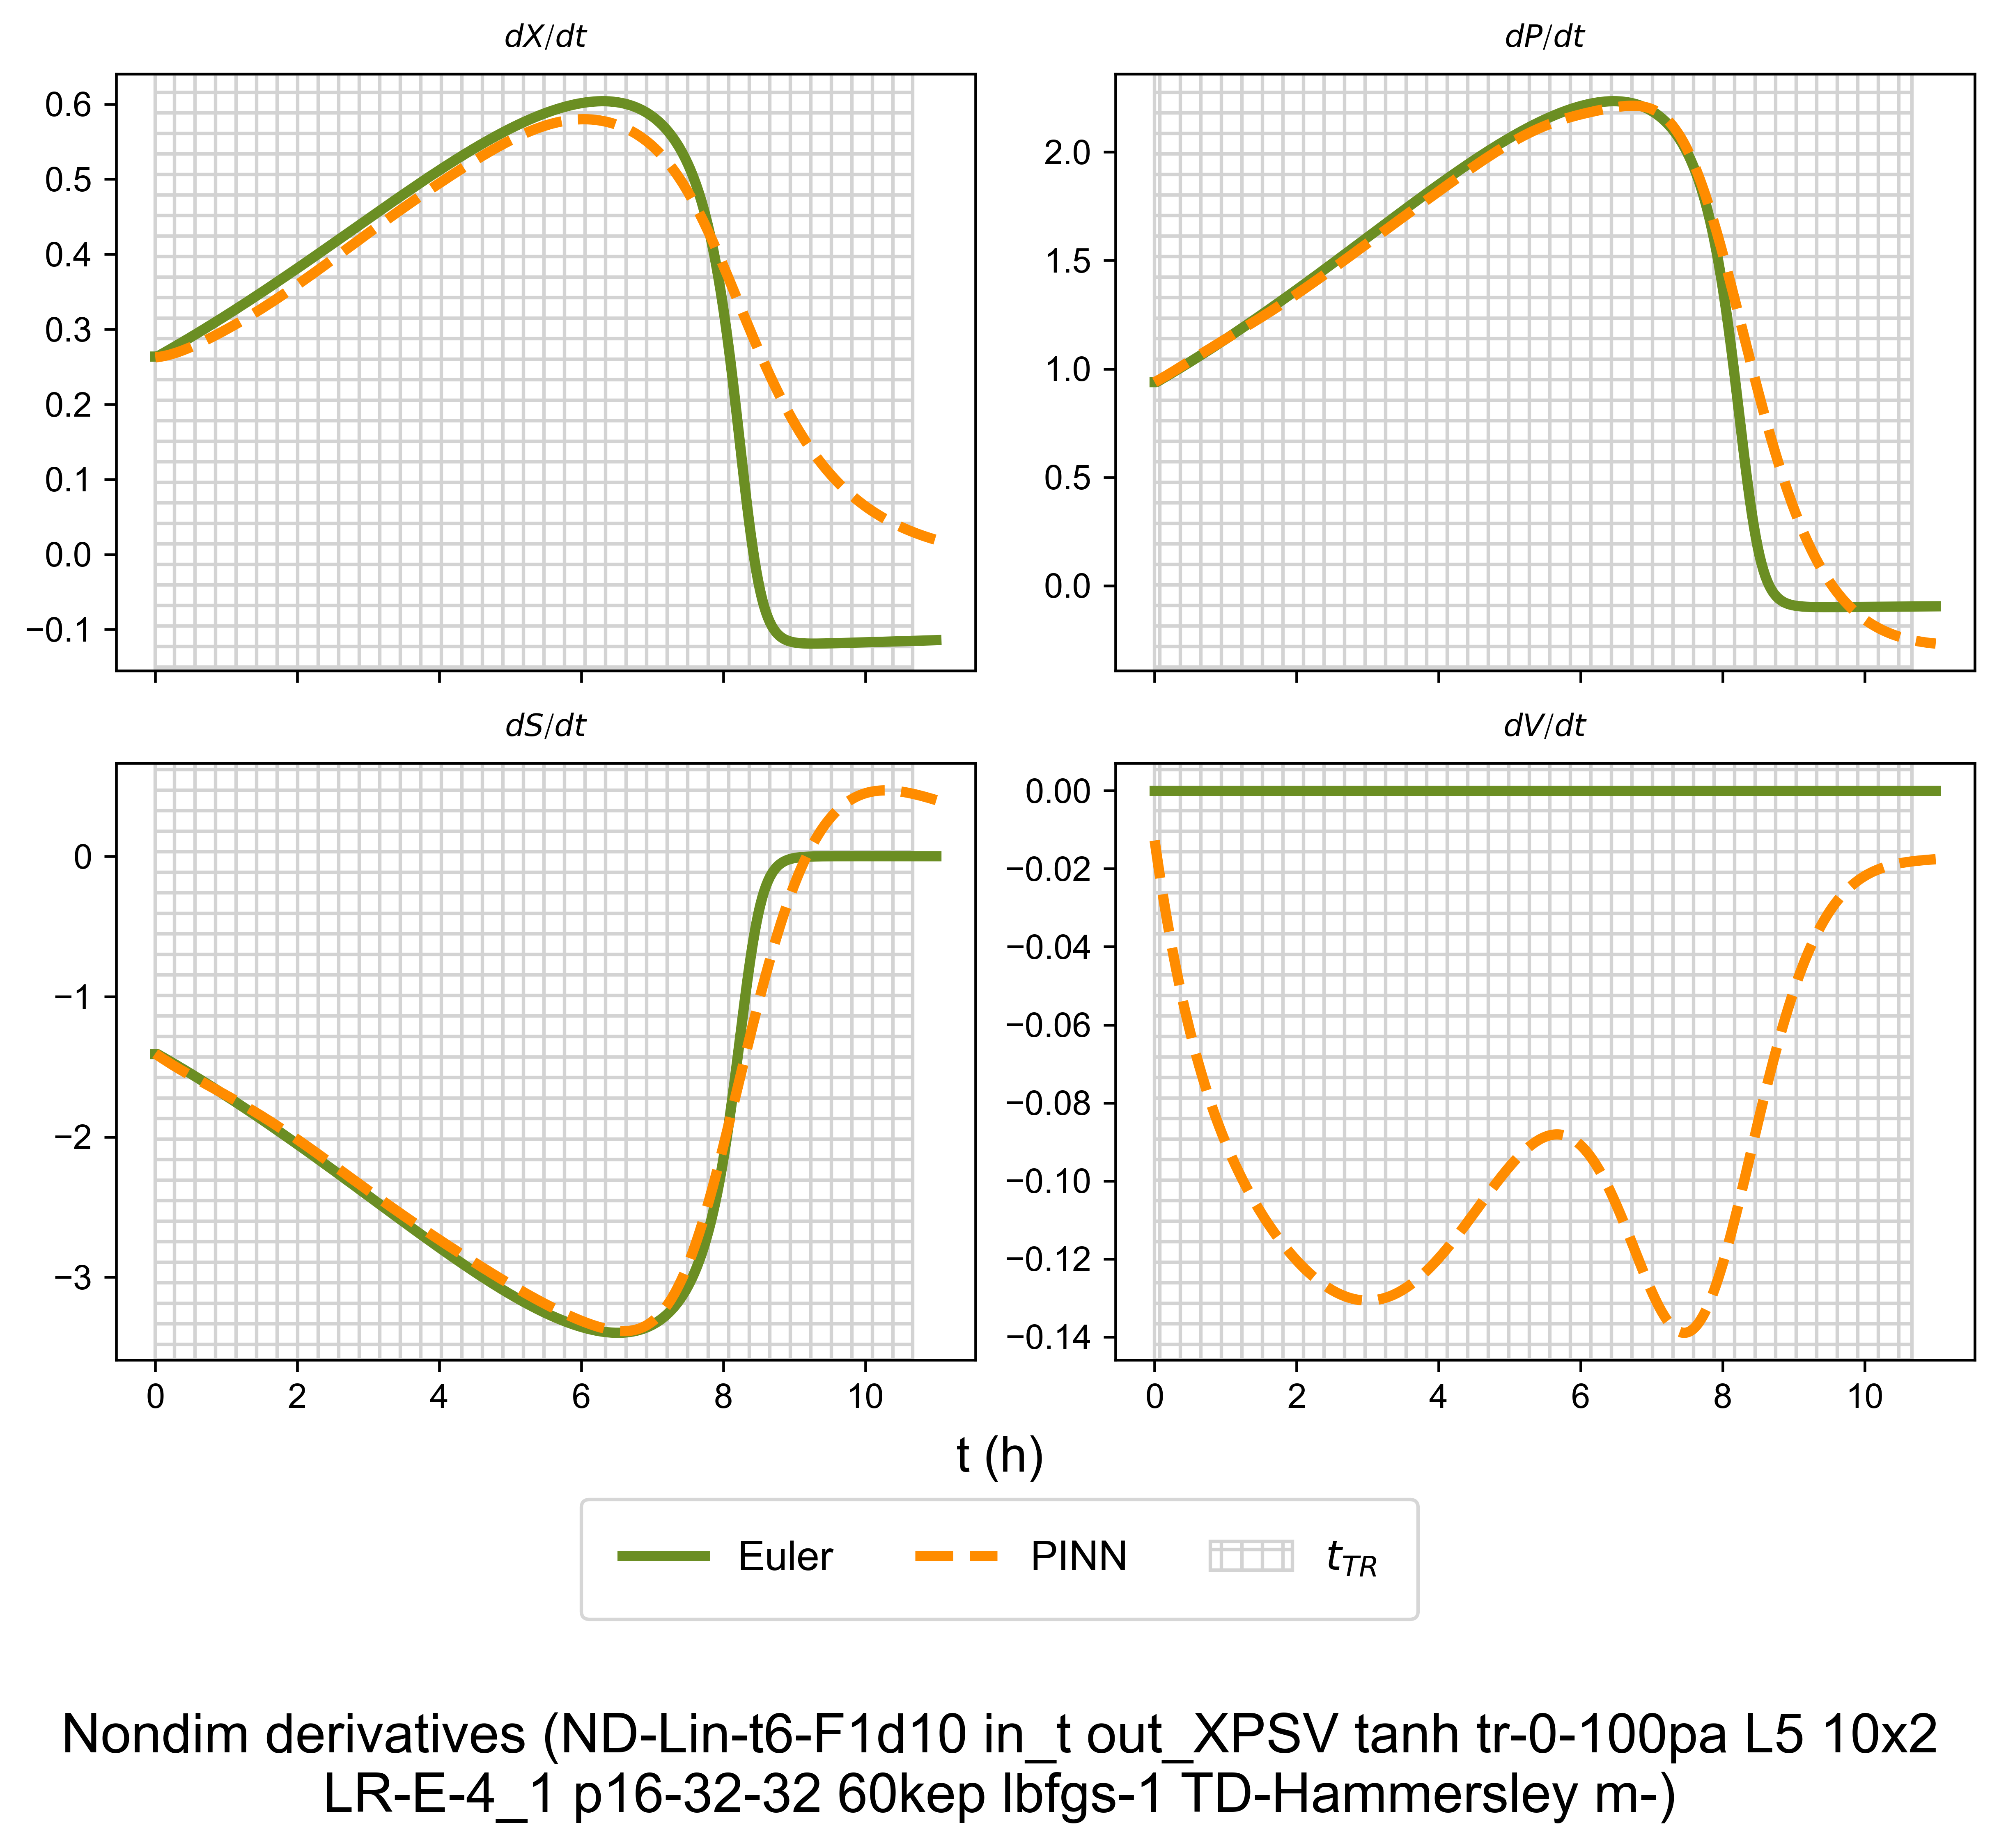 dX/dt
dP/dt
0.6
0.5
0.4
0.3
0.2
0.1
0.0
−0.1
2.0
1.5
1.0
0.5
0.0
dS/dt
dV/dt
0
−1
−2
−3
0.00
−0.02
−0.04
−0.06
−0.08
−0.10
−0.12
−0.14
0 2 4 6 8 10
0 2 4 6 8 10
t (h)
Euler PINN t_{TR}
Nondim derivatives (ND-Lin-t6-F1d10 in_t out_XPSV tanh tr-0-100pa L5 10x2
LR-E-4_1 p16-32-32 60kep lbfgs-1 TD-Hammersley m-)